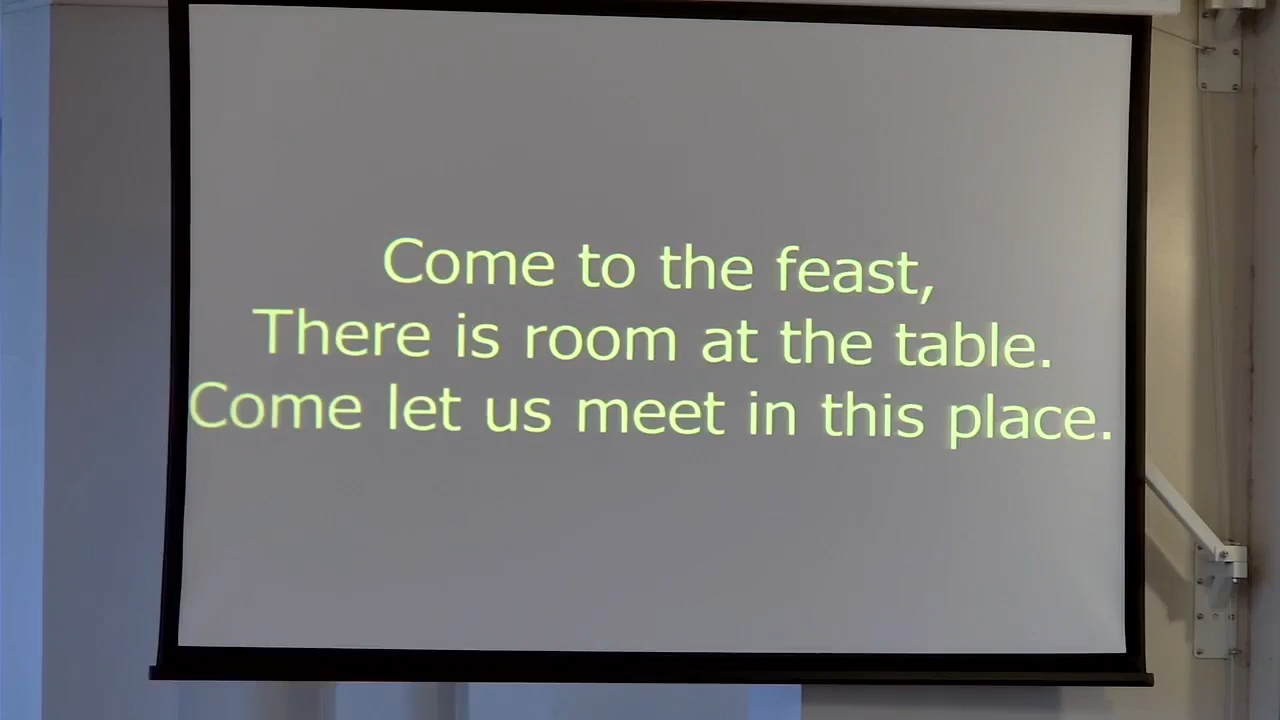 Come to the feast,
There is room at the table.
Come let us meet in this place.